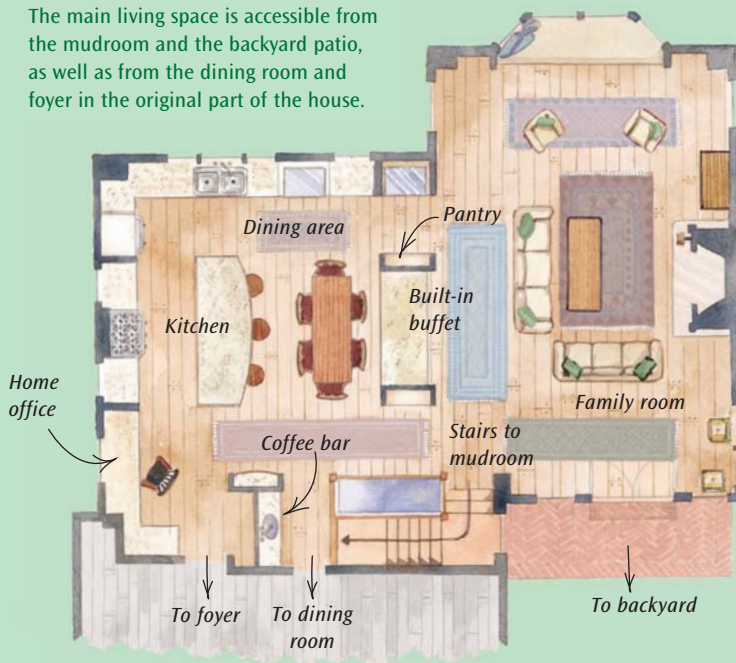 The main living space is accessible from
the mudroom and the backyard patio,
as well as from the dining room and
foyer in the original part of the house.
Pantry
Dining area
Built-in
buffet
Kitchen
Home
office
Family room
Coffee bar
Stairs to
mudroom
To foyer
To dining
room
To backyard